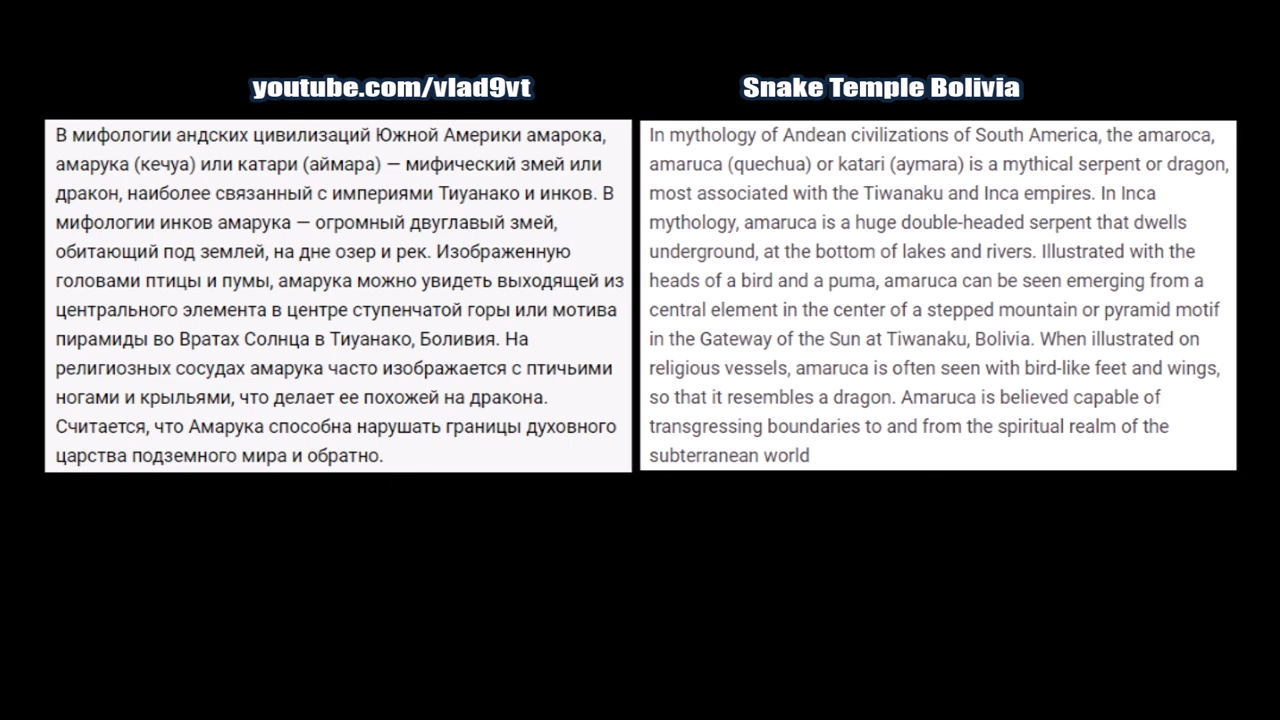 youtube.com/vlad9vt
Snake Temple Bolivia
В мифологии андских цивилизаций Южной Америки амарока,
амарука (кечуа) или катари (аймара) — мифический змей или
дракон, наиболее связанный с империями Тиуанако и инков. В
мифологии инков амарука — огромный двуглавый змей,
обитающий под землей, на дне озер и рек. Изображенную
головами птицы и пумы, амарука можно увидеть выходящей из
центрального элемента в центре ступенчатой горы или мотива
пирамиды во Вратах Солнца в Тиуанако, Боливия. На
религиозных сосудах амарука часто изображается с птичьими
ногами и крыльями, что делает ее похожей на дракона.
Считается, что Амарука способна нарушать границы духовного
царства подземного мира и обратно.
In mythology of Andean civilizations of South America, the amaroca,
amaruca (quechua) or katari (aymara) is a mythical serpent or dragon,
most associated with the Tiwanaku and Inca empires. In Inca
mythology, amaruca is a huge double-headed serpent that dwells
underground, at the bottom of lakes and rivers. Illustrated with the
heads of a bird and a puma, amaruca can be seen emerging from a
central element in the center of a stepped mountain or pyramid motif
in the Gateway of the Sun at Tiwanaku, Bolivia. When illustrated on
religious vessels, amaruca is often seen with bird-like feet and wings,
so that it resembles a dragon. Amaruca is believed capable of
transgressing boundaries to and from the spiritual realm of the
subterranean world